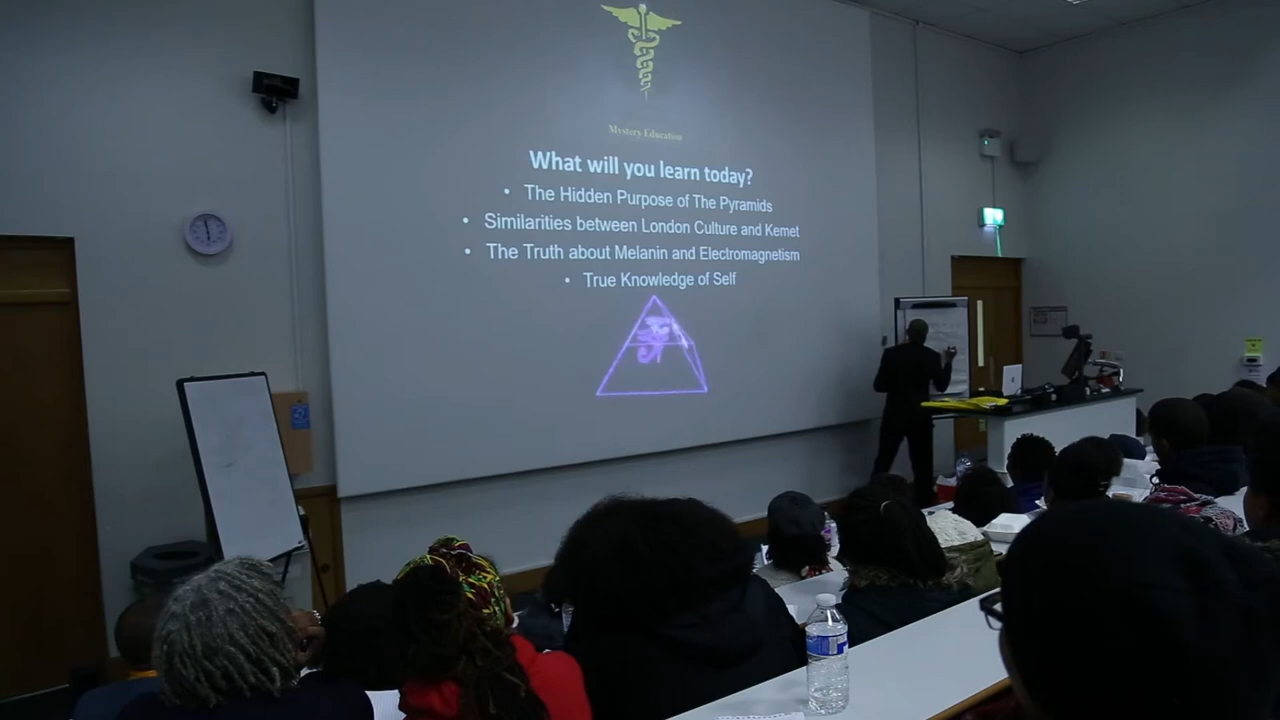 Mystery Education
What will you learn today?
• The Hidden Purpose of The Pyramids
• Similarities between London Culture and Kemet
• The Truth about Melanin and Electromagnetism
• True Knowledge of Self